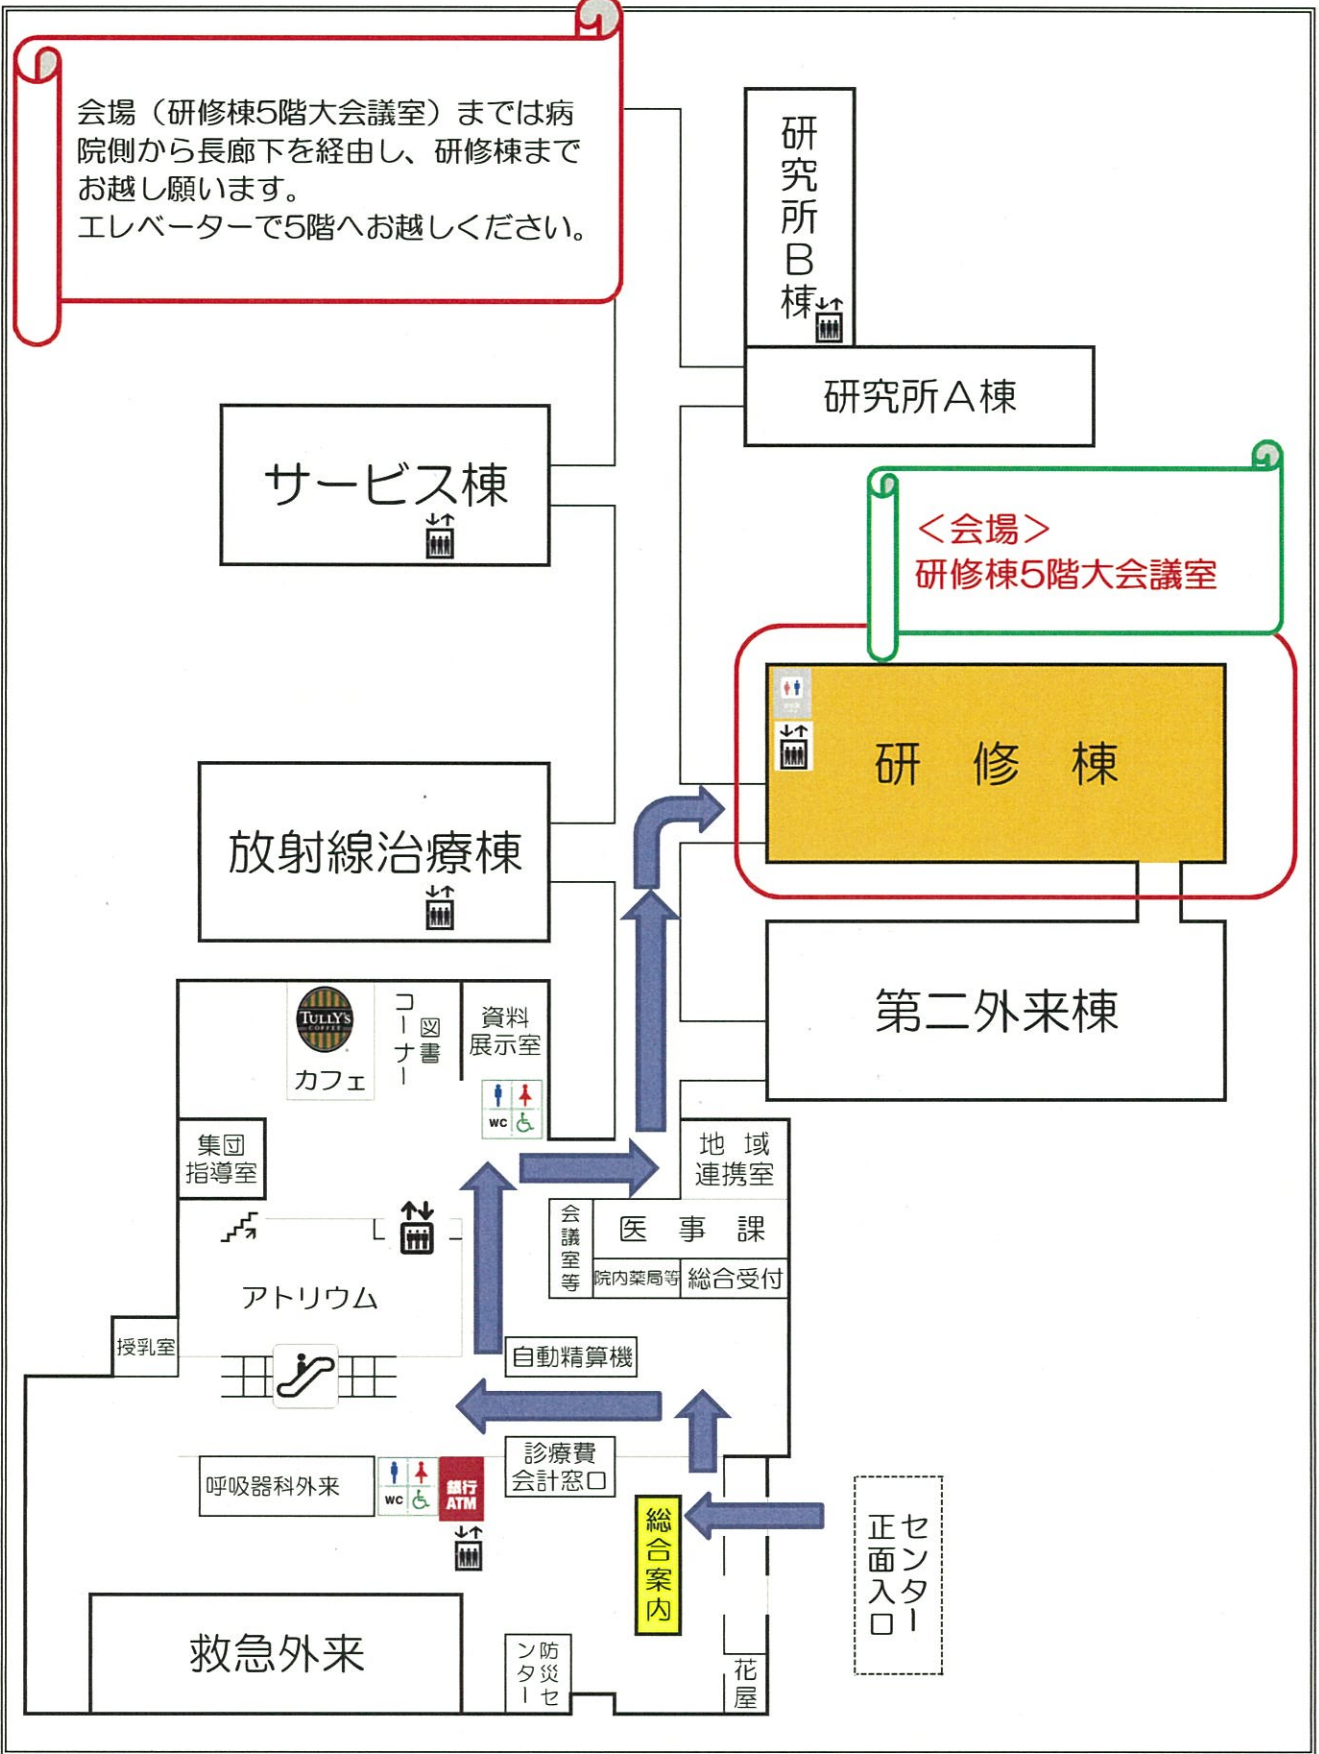 会場（研修棟5階大会議室）までは病
院側から長廊下を経由し、研修棟まで
お越し願います。
エレベーターで5階へお越しください。
研究所B棟
研究所A棟
サービス棟
＜会場＞
研修棟5階大会議室
研修棟
放射線治療棟
第二外来棟
TULLY'S
COFFEE
カフェ
図書
コーナー
資料
展示室
WC
集団
指導室
地域
連携室
会議室等
医事課
院内薬局等
総合受付
アトリウム
授乳室
自動精算機
診療費
会計窓口
呼吸器科外来
WC
銀行
ATM
総合案内
センター
正面入口
救急外来
防災セ
ンター
花屋